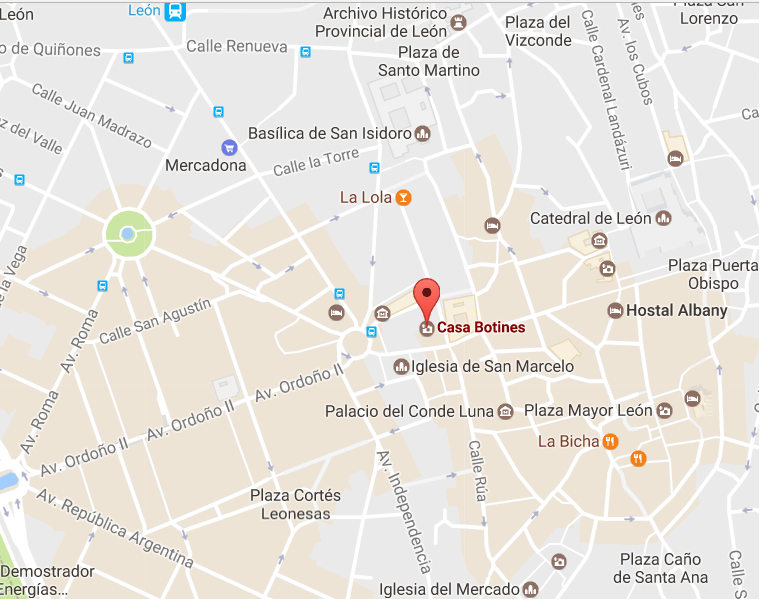 León
León
Archivo Histórico
Provincial de León
Plaza de
Santo Martino
Plaza del
Vizconde
Calle Cardenal Landázuri
Av. los Cubos
Plaza San
Lorenzo
o de Quiñones
Calle Renueva
Calle Juan Madrazo
az del Valle
Mercadona
Basílica de San Isidoro
Calle la Torre
La Lola
Catedral de León
Plaza Puerta
Obispo
Hostal Albany
Casa Botines
Iglesia de San Marcelo
Calle San Agustín
Av. Roma
Av. Roma
Av. Ordoño II
Av. Ordoño II
Av. Ordoño II
Palacio del Conde Luna
Plaza Mayor León
La Bicha
Calle Rúa
Av. Independencia
Plaza Cortés
Leonesas
Av. República Argentina
Demostrador
Energías...
Iglesia del Mercado
Plaza Caño
de Santa Ana
Calle S